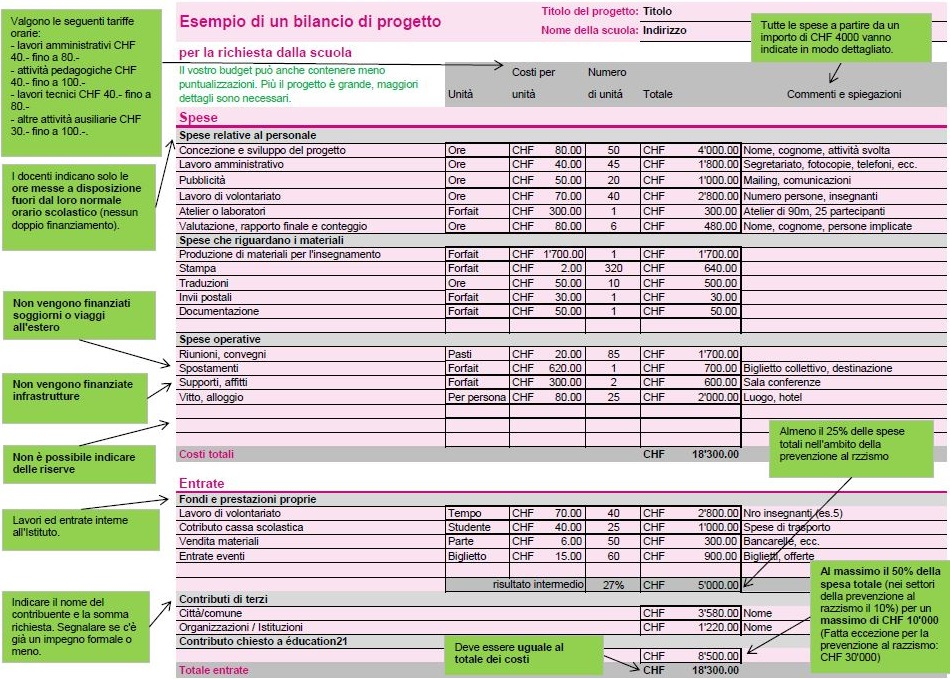 Valgono le seguenti tariffe
orarie:
- lavori amministrativi CHF
40.- fino a 80.-
- attività pedagogiche CHF
40.- fino a 100.-
- lavori tecnici CHF 40.- fino a
80.-
- altre attività ausiliarie CHF
30.- fino a 100.-.
I docenti indicano solo le
ore messe a disposizione
fuori dal loro normale
orario scolastico (nessun
doppio finanziamento).
Non vengono finanziati
soggiorni o viaggi
all'estero
Non vengono finanziate
infrastrutture
Non è possibile indicare
delle riserve
Lavori ed entrate interne
all'Istituto.
Indicare il nome del
contribuente e la somma
richiesta. Segnalare se c'è
già un impegno formale o
meno.
Esempio di un bilancio di progetto
Titolo del progetto: Titolo
Nome della scuola: Indirizzo
Tutte le spese a partire da un
importo di CHF 4000 vanno
indicate in modo dettagliato.
per la richiesta dalla scuola
Il vostro budget può anche contenere meno
puntualizzazioni. Più il progetto è grande, maggiori
dettagli sono necessari.
Costi per Numero
Unità unità di unità Totale Commenti e spiegazioni
Spese
Spese relative al personale
Concezione e sviluppo del progetto Ore CHF 80.00 50 CHF 4'000.00 Nome, cognome, attività svolta
Lavoro amministrativo Ore CHF 40.00 45 CHF 1'800.00 Segretariato, fotocopie, telefoni, ecc.
Pubblicità Ore CHF 50.00 20 CHF 1'000.00 Mailing, comunicazioni
Lavoro di volontariato Ore CHF 70.00 40 CHF 2'800.00 Numero persone, insegnanti
Atelier o laboratori Forfait CHF 300.00 1 CHF 300.00 Atelier di 90m, 25 partecipanti
Valutazione, rapporto finale e conteggio Ore CHF 80.00 6 CHF 480.00 Nome, cognome, persone implicate
Spese che riguardano i materiali
Produzione di materiali per l'insegnamento Forfait CHF 1'700.00 1 CHF 1'700.00
Stampa Forfait CHF 2.00 320 CHF 640.00
Traduzioni Ore CHF 50.00 10 CHF 500.00
Invii postali Forfait CHF 30.00 1 CHF 30.00
Documentazione Forfait CHF 50.00 1 CHF 50.00
Spese operative
Riunioni, convegni Pasti CHF 20.00 85 CHF 1'700.00
Spostamenti Forfait CHF 620.00 1 CHF 700.00 Biglietto collettivo, destinazione
Supporti, affitti Forfait CHF 300.00 2 CHF 600.00 Sala conferenze
Vitto, alloggio Per persona CHF 80.00 25 CHF 2'000.00 Luogo, hotel
Costi totali CHF 18'300.00
Almeno il 25% delle spese
totali nell'ambito della
prevenzione al rzzismo
Entrate
Fondi e prestazioni proprie
Lavoro di volontariato Tempo CHF 70.00 40 CHF 2'800.00 Nro insegnanti (es.5)
Cotributo cassa scolastica Studente CHF 40.00 25 CHF 1'000.00 Spese di trasporto
Vendita materiali Parte CHF 6.00 50 CHF 300.00 Bancarelle, ecc.
Entrate eventi Biglietto CHF 15.00 60 CHF 900.00 Biglietti, offerte
risultato intermedio 27% CHF 5'000.00
Contributi di terzi
Città/comune CHF 3'580.00 Nome
Organizzazioni / Istituzioni CHF 1'220.00 Nome
Contributo chiesto a éducation21
CHF 8'500.00
Totale entrate CHF 18'300.00
Deve essere uguale al
totale dei costi
Al massimo il 50% della
spesa totale (nei settori
della prevenzione al
razzismo il 10%) per un
massimo di CHF 10'000
(Fatta eccezione per la
prevenzione al razzismo:
CHF 30'000)